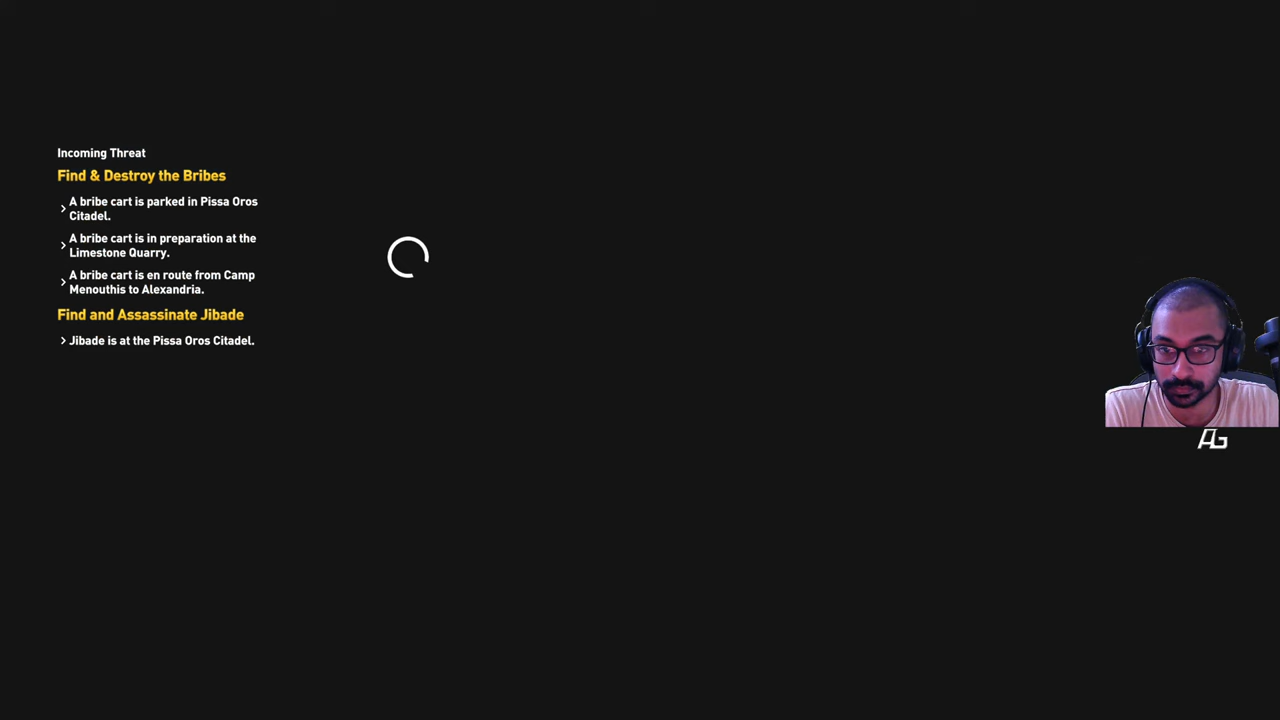 Incoming Threat
Find & Destroy the Bribes
A bribe cart is parked in Pissa Oros
Citadel.
A bribe cart is in preparation at the
Limestone Quarry.
A bribe cart is en route from Camp
Menouthis to Alexandria.
Find and Assassinate Jibade
Jibade is at the Pissa Oros Citadel.
AG